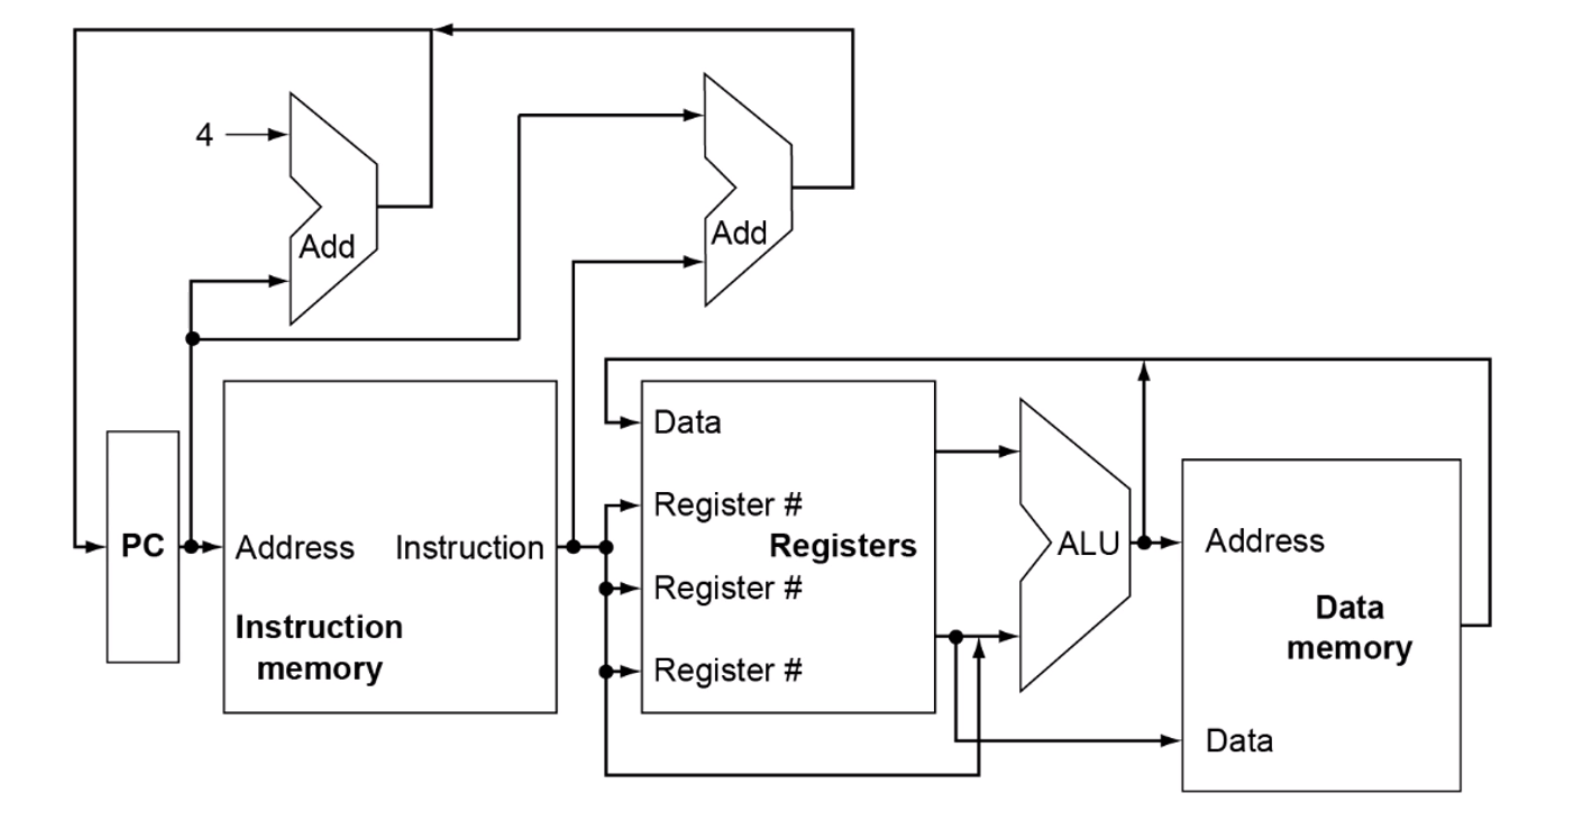 4
Add
Add
Data
Register #
PC
Address
Instruction
Registers
ALU
Address
Register #
Instruction
memory
Data
memory
Register #
Data